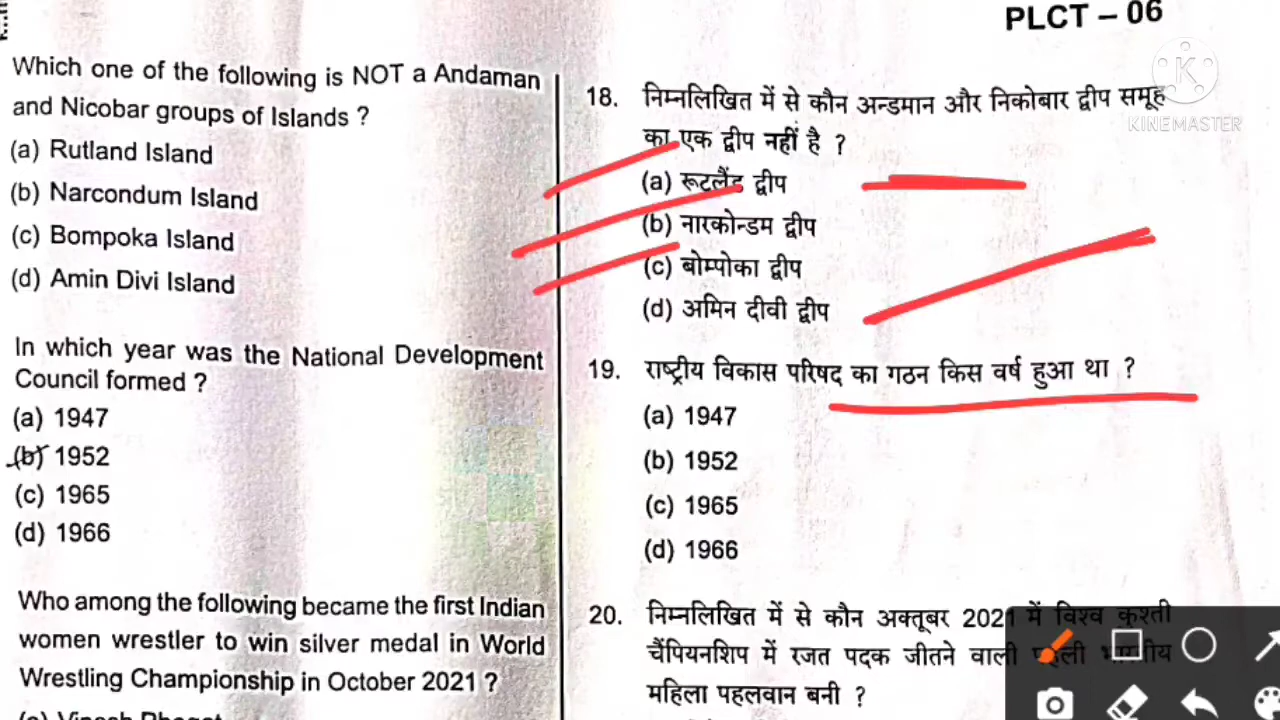 PLCT – 06
Which one of the following is NOT a Andaman
and Nicobar groups of Islands ?
(a) Rutland Island
(b) Narcondum Island
(c) Bompoka Island
(d) Amin Divi Island
In which year was the National Development
Council formed ?
(a) 1947
(b) 1952
(c) 1965
(d) 1966
Who among the following became the first Indian
women wrestler to win silver medal in World
Wrestling Championship in October 2021 ?
(a) Vinesh Phogat
18. निम्नलिखित में से कौन अन्डमान और निकोबार द्वीप समूह
का एक द्वीप नहीं है ?
(a) रूटलैंड द्वीप
(b) नारकोन्डम द्वीप
(c) बोम्पोका द्वीप
(d) अमिन दीवी द्वीप
19. राष्ट्रीय विकास परिषद का गठन किस वर्ष हुआ था ?
(a) 1947
(b) 1952
(c) 1965
(d) 1966
20. निम्नलिखित में से कौन अक्तूबर 2021 में विश्व कुश्ती
चैंपियनशिप में रजत पदक जीतने वाली पहली भारतीय
महिला पहलवान बनी ?
K
KINEMASTER